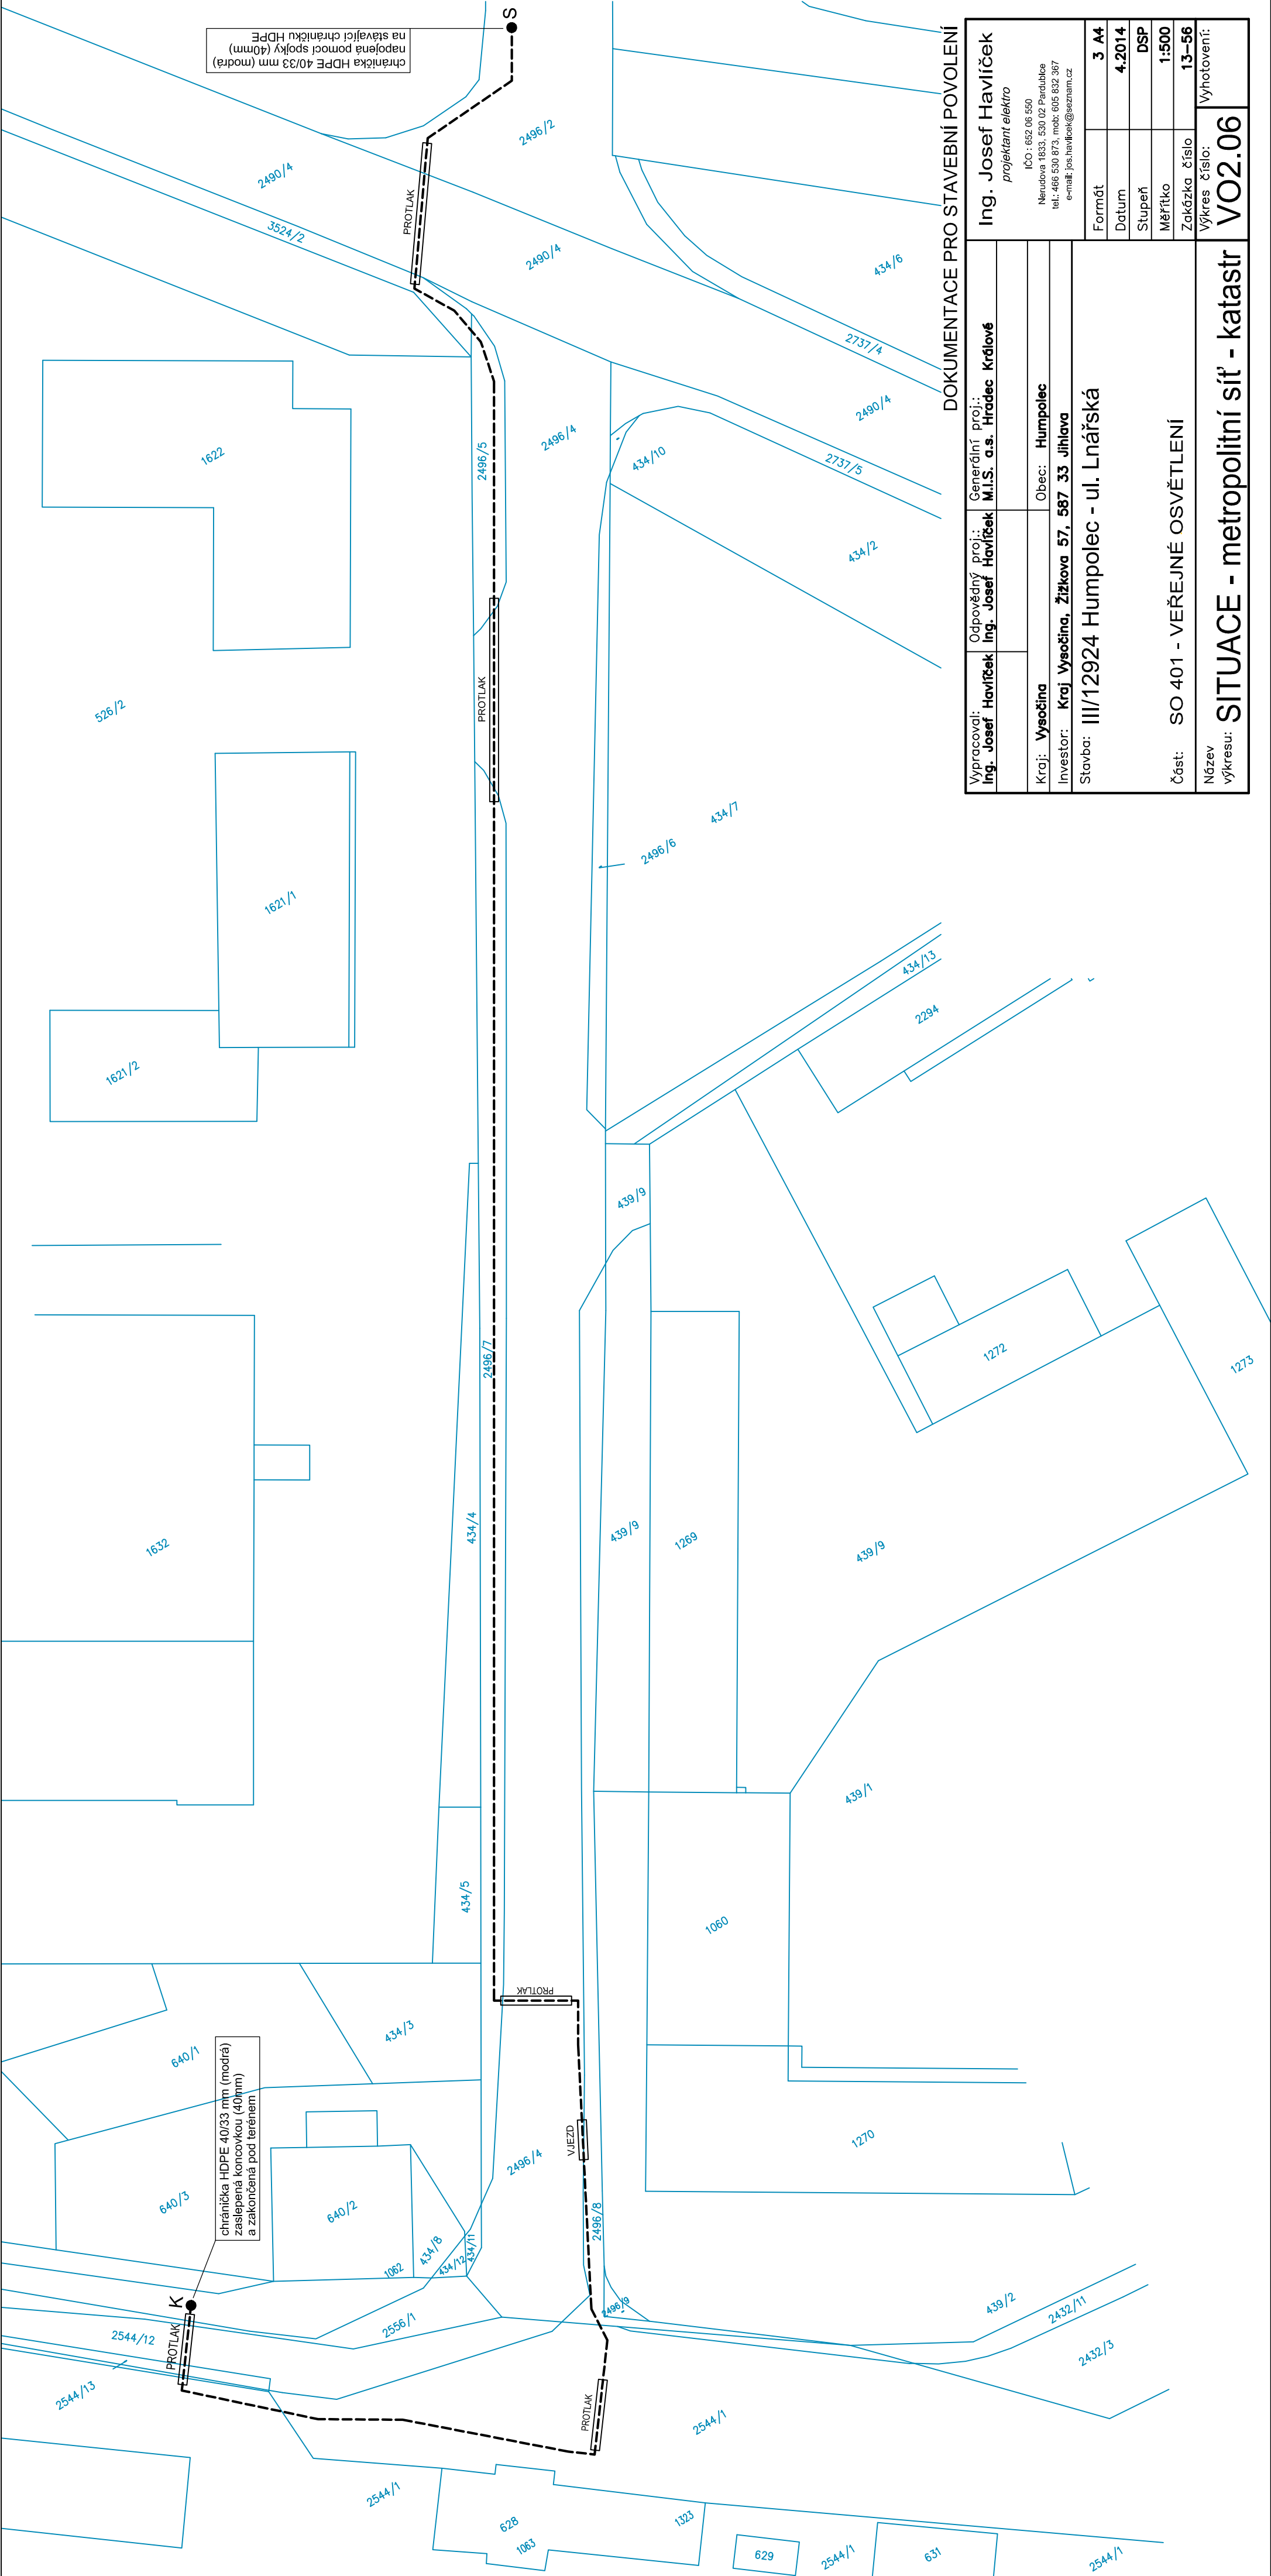 S
chránička HDPE 40/33 mm (modrá)
napojená pomocí spojky (40mm)
na stávající chráničku HDPE
2490/4
2496/2
PROTLAK
3524/2
2490/4
434/6
2737/4
2490/4
2496/4
2496/5
434/10
2737/5
434/2
1622
526/2
PROTLAK
434/7
2496/6
1621/1
434/13
2294
1621/2
439/9
2496/7
1272
1273
1632
434/4
439/9
1269
439/9
439/1
434/5
1060
PROTLAK
640/1
434/3
chránička HDPE 40/33 mm (modrá)
zaslepená koncovkou (40mm)
a zakončená pod terénem
VJEZD
1270
2496/4
640/3
640/2
2496/8
434/8
434/11
434/12
1062
K
2496/9
439/2
2432/11
2556/1
2544/12
PROTLAK
2432/3
2544/13
PROTLAK
2544/1
2544/1
628
1063
1323
629
2544/1
631
2544/1
DOKUMENTACE PRO STAVEBNÍ POVOLENÍ
Vypracoval:
Ing. Josef Havlíček
Odpovědný proj.:
Ing. Josef Havlíček
Generální proj.:
M.I.S. a.s. Hradec Králové
Ing. Josef Havlíček
projektant elektro
IČO: 652 06 550
Nerudova 1833, 530 02 Pardubice
tel.: 466 530 873, mob: 605 832 367
e-mail: jos.havlicek@seznam.cz
Kraj: Vysočina
Obec: Humpolec
Investor: Kraj Vysočina, Žižkova 57, 587 33 Jihlava
Stavba: III/12924 Humpolec - ul. Lnářská
Část: SO 401 - VEŘEJNÉ OSVĚTLENÍ
Formát 3 A4
Datum 4.2014
Stupeň DSP
Měřítko 1:500
Zakázka číslo 13-56
Název
výkresu: SITUACE - metropolitní síť - katastr
Výkres číslo:
VO2.06
Vyhotovení: